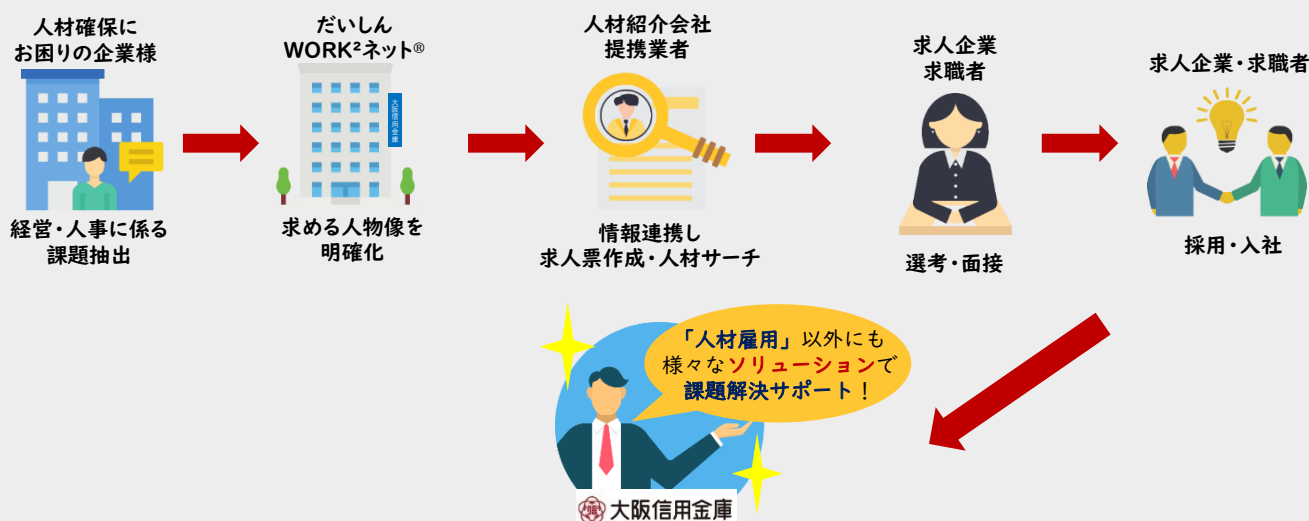 人材確保に
お困りの企業様
経営・人事に係る
課題抽出
だいしん
WORK²ネット®
大阪信用金庫
求める人物像を
明確化
人材紹介会社
提携業者
情報連携し
求人票作成・人材サーチ
求人企業
求職者
選考・面接
求人企業・求職者
採用・入社
「人材雇用」以外にも
様々なソリューションで
課題解決サポート！
大阪信用金庫